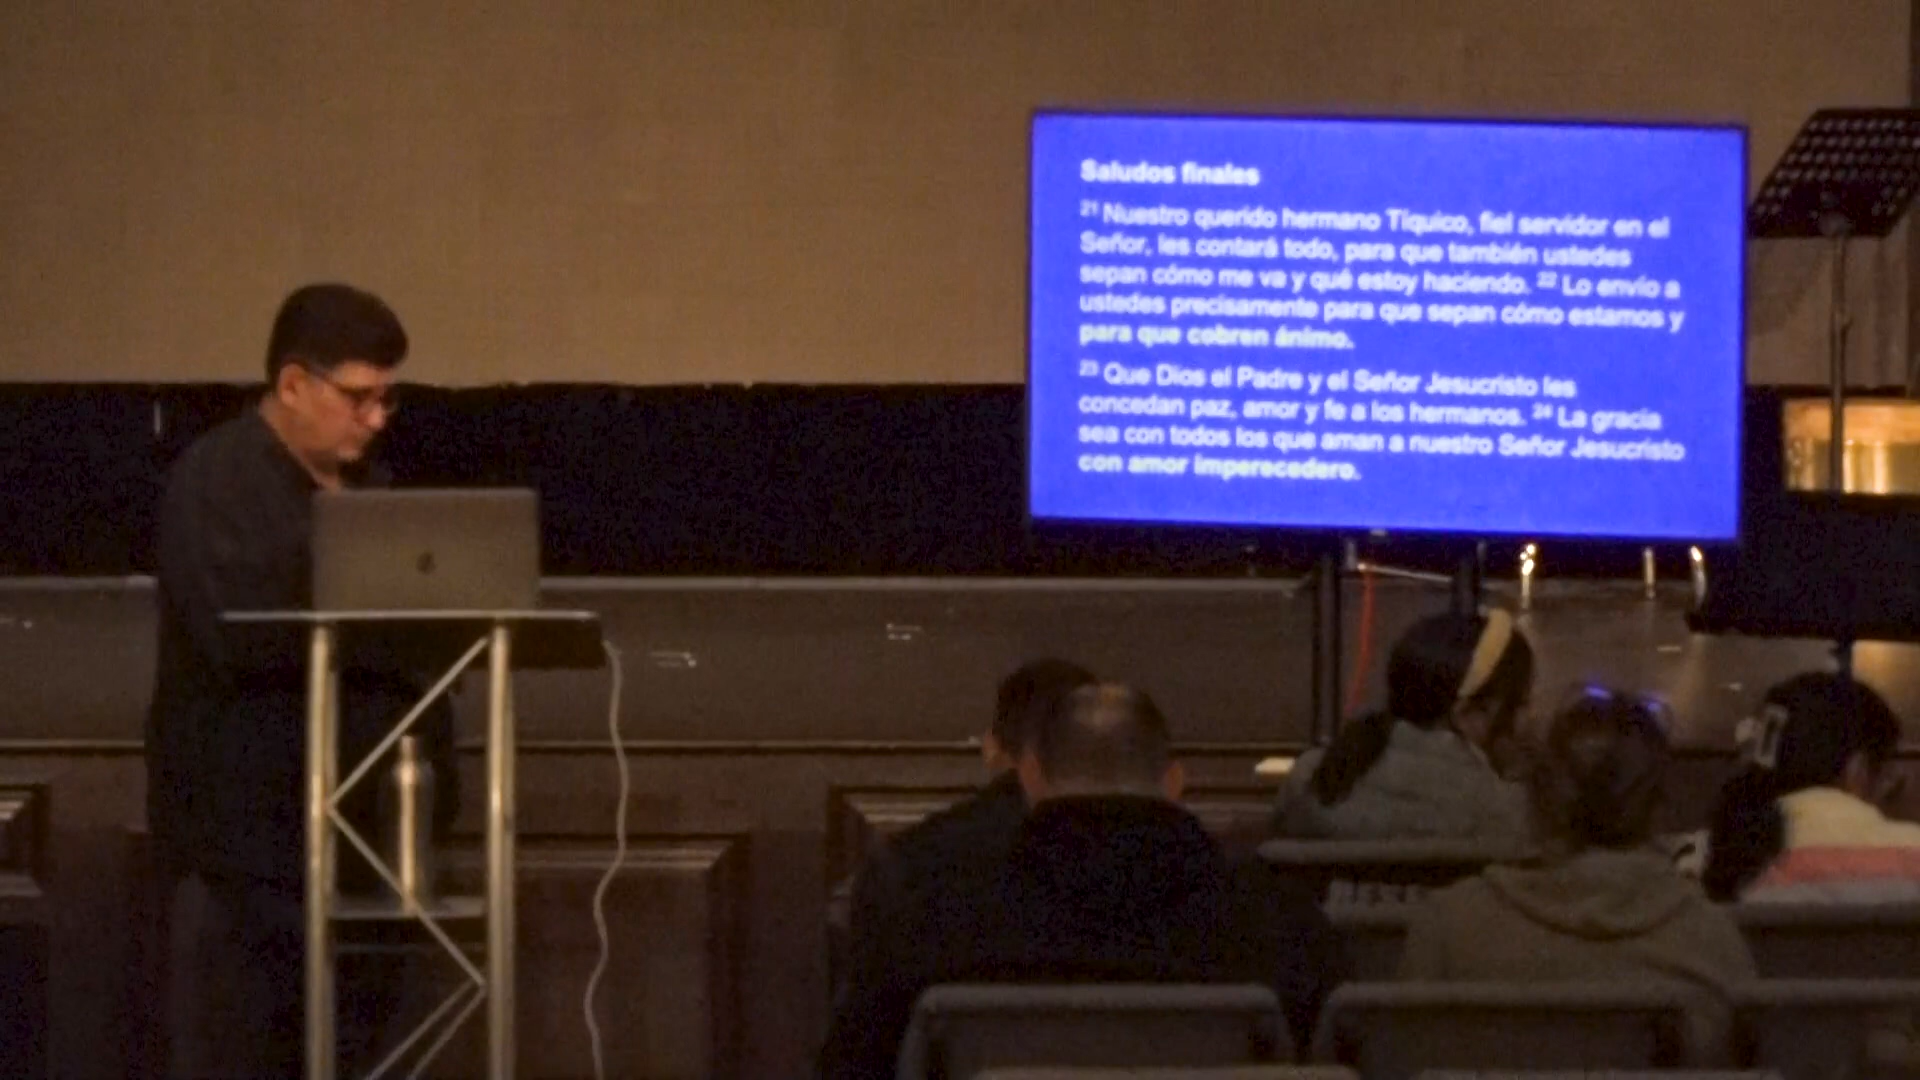 Saludos finales
21 Nuestro querido hermano Tíquico, fiel servidor en el
Señor, les contará todo, para que también ustedes
sepan cómo me va y qué estoy haciendo. 22 Lo envío a
ustedes precisamente para que sepan cómo estamos y
para que cobren ánimo.
23 Que Dios el Padre y el Señor Jesucristo les
concedan paz, amor y fe a los hermanos. 24 La gracia
sea con todos los que aman a nuestro Señor Jesucristo
con amor imperecedero.